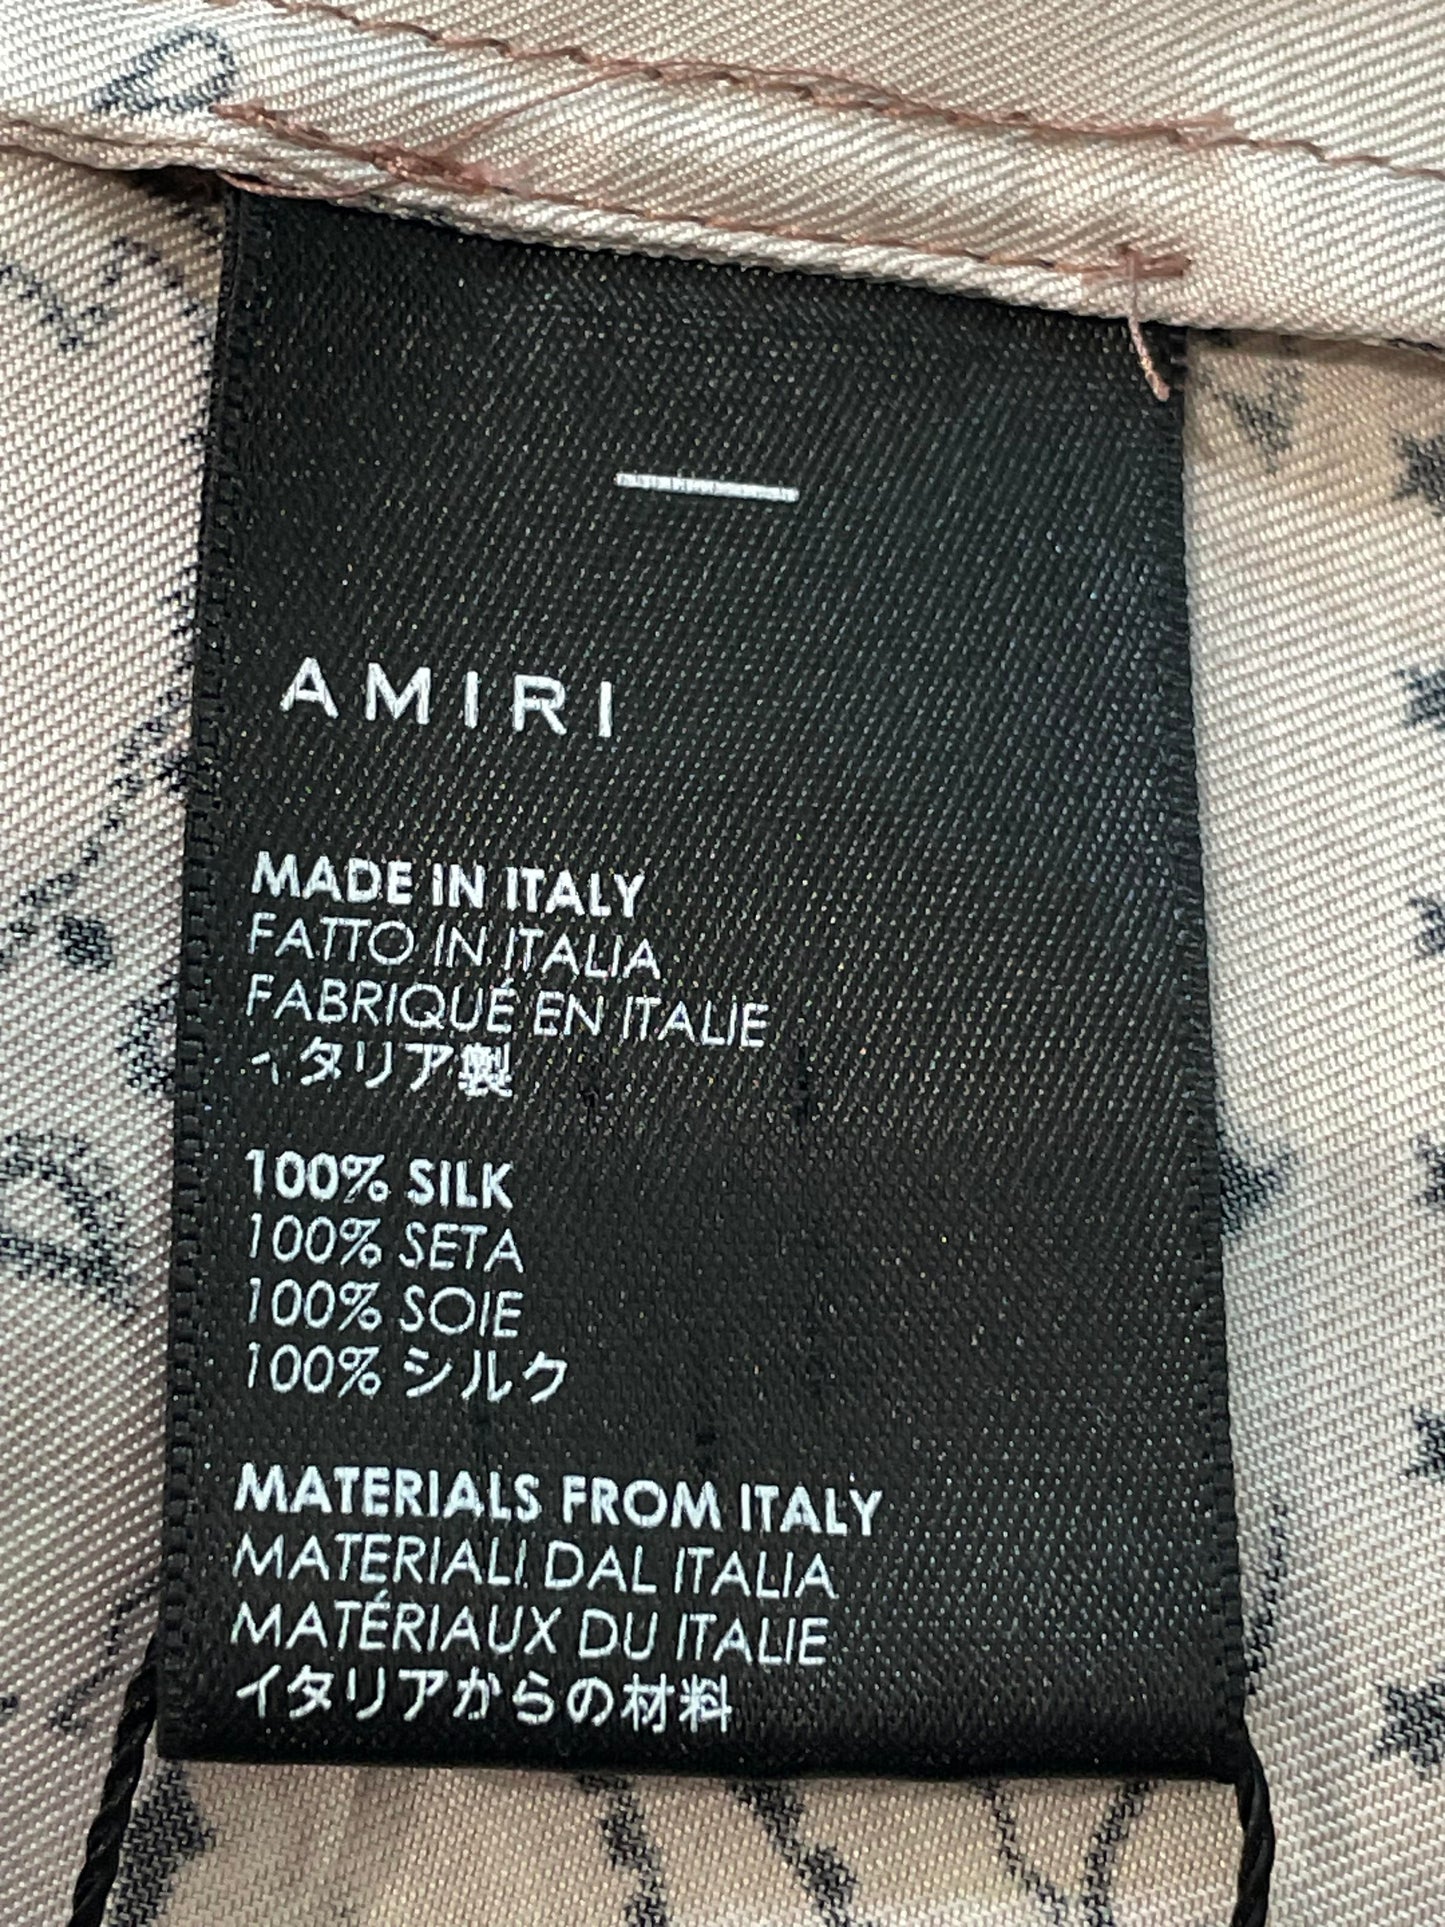 AMIRI
MADE IN ITALY
FATTO IN ITALIA
FABRIQUÉ EN ITALIE
イタリア製
100% SILK
100% SETA
100% SOIE
100% シルク
MATERIALS FROM ITALY
MATERIALI DAL ITALIA
MATÉRIAUX DU ITALIE
イタリアからの材料